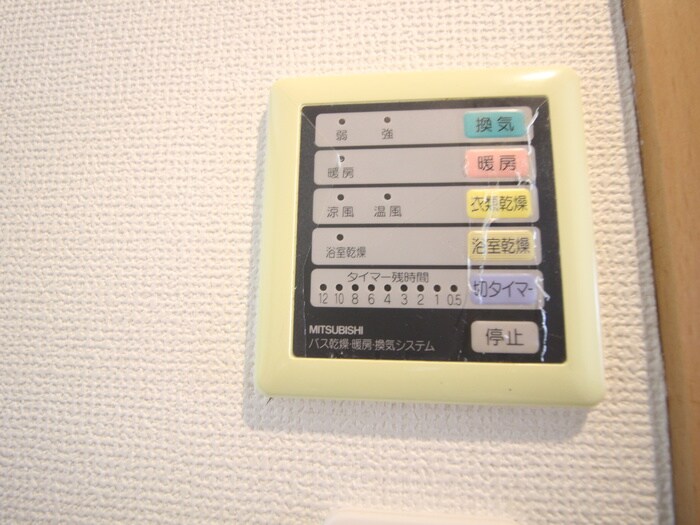 弱 強 換気
暖房 暖房
涼風 温風 衣類乾燥
浴室乾燥 浴室乾燥
タイマー残時間
12 10 8 6 4 3 2 1 0.5 切タイマー
MITSUBISHI
バス乾燥・暖房・換気システム
停止